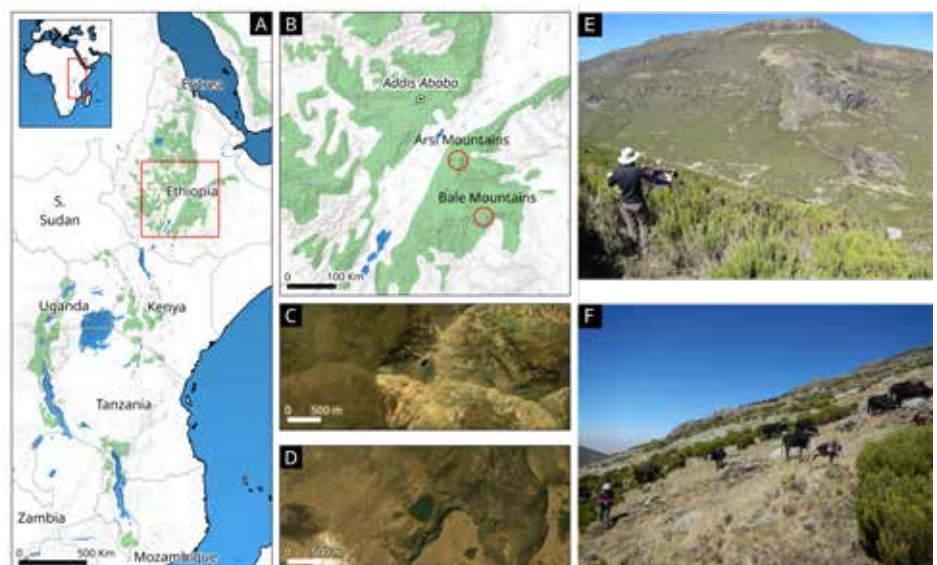 A
Eritrea
Ethiopia
S.
Sudan
Uganda
Kenya
Tanzania
Zambia
0 500 Km
Mozambique
B
Addis Ababa
Arsi Mountains
Bale Mountains
0 100 Km
C
0 500 m
D
0 500 m
E
F